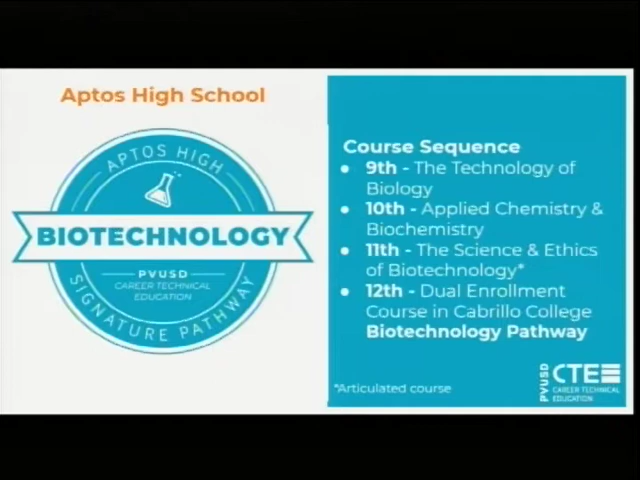 Aptos High School
APTOS HIGH
BIOTECHNOLOGY
PVUSD
CAREER TECHNICAL
EDUCATION
SIGNATURE PATHWAY
Course Sequence
● 9th - The Technology of
Biology
● 10th - Applied Chemistry &
Biochemistry
● 11th - The Science & Ethics
of Biotechnology*
● 12th - Dual Enrollment
Course in Cabrillo College
Biotechnology Pathway
*Articulated course
PVUSD
CTE
CAREER TECHNICAL
EDUCATION